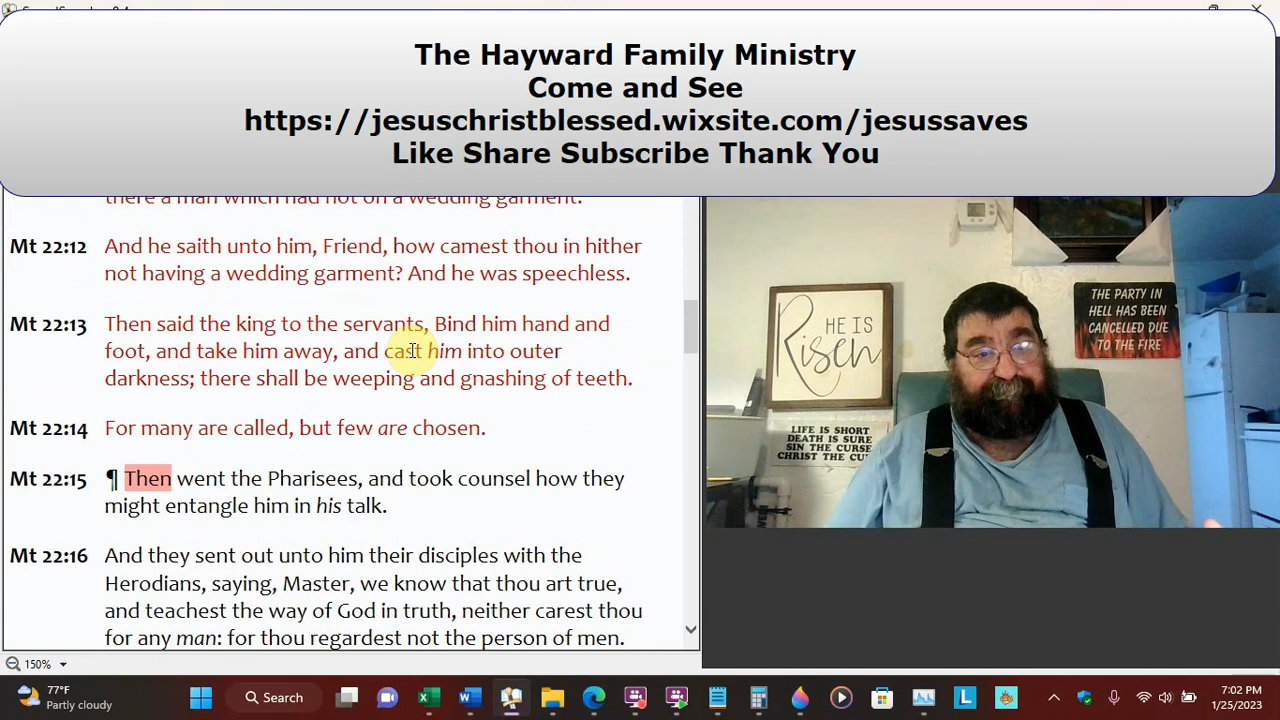 The Hayward Family Ministry
Come and See
https://jesuschristblessed.wixsite.com/jesussaves
Like Share Subscribe Thank You
there a man which had not on a wedding garment.
Mt 22:12 And he saith unto him, Friend, how camest thou in hither
not having a wedding garment? And he was speechless.
Mt 22:13 Then said the king to the servants, Bind him hand and
foot, and take him away, and cast him into outer
darkness; there shall be weeping and gnashing of teeth.
Mt 22:14 For many are called, but few are chosen.
Mt 22:15 ¶ Then went the Pharisees, and took counsel how they
might entangle him in his talk.
Mt 22:16 And they sent out unto him their disciples with the
Herodians, saying, Master, we know that thou art true,
and teachest the way of God in truth, neither carest thou
for any man: for thou regardest not the person of men.
150%
HE IS
Risen
THE PARTY IN
HELL HAS BEEN
CANCELLED DUE
TO THE FIRE
LIFE IS SHORT
DEATH IS SURE
SIN THE CURSE
CHRIST THE CU
77°F
Partly cloudy
Search
7:02 PM
1/25/2023